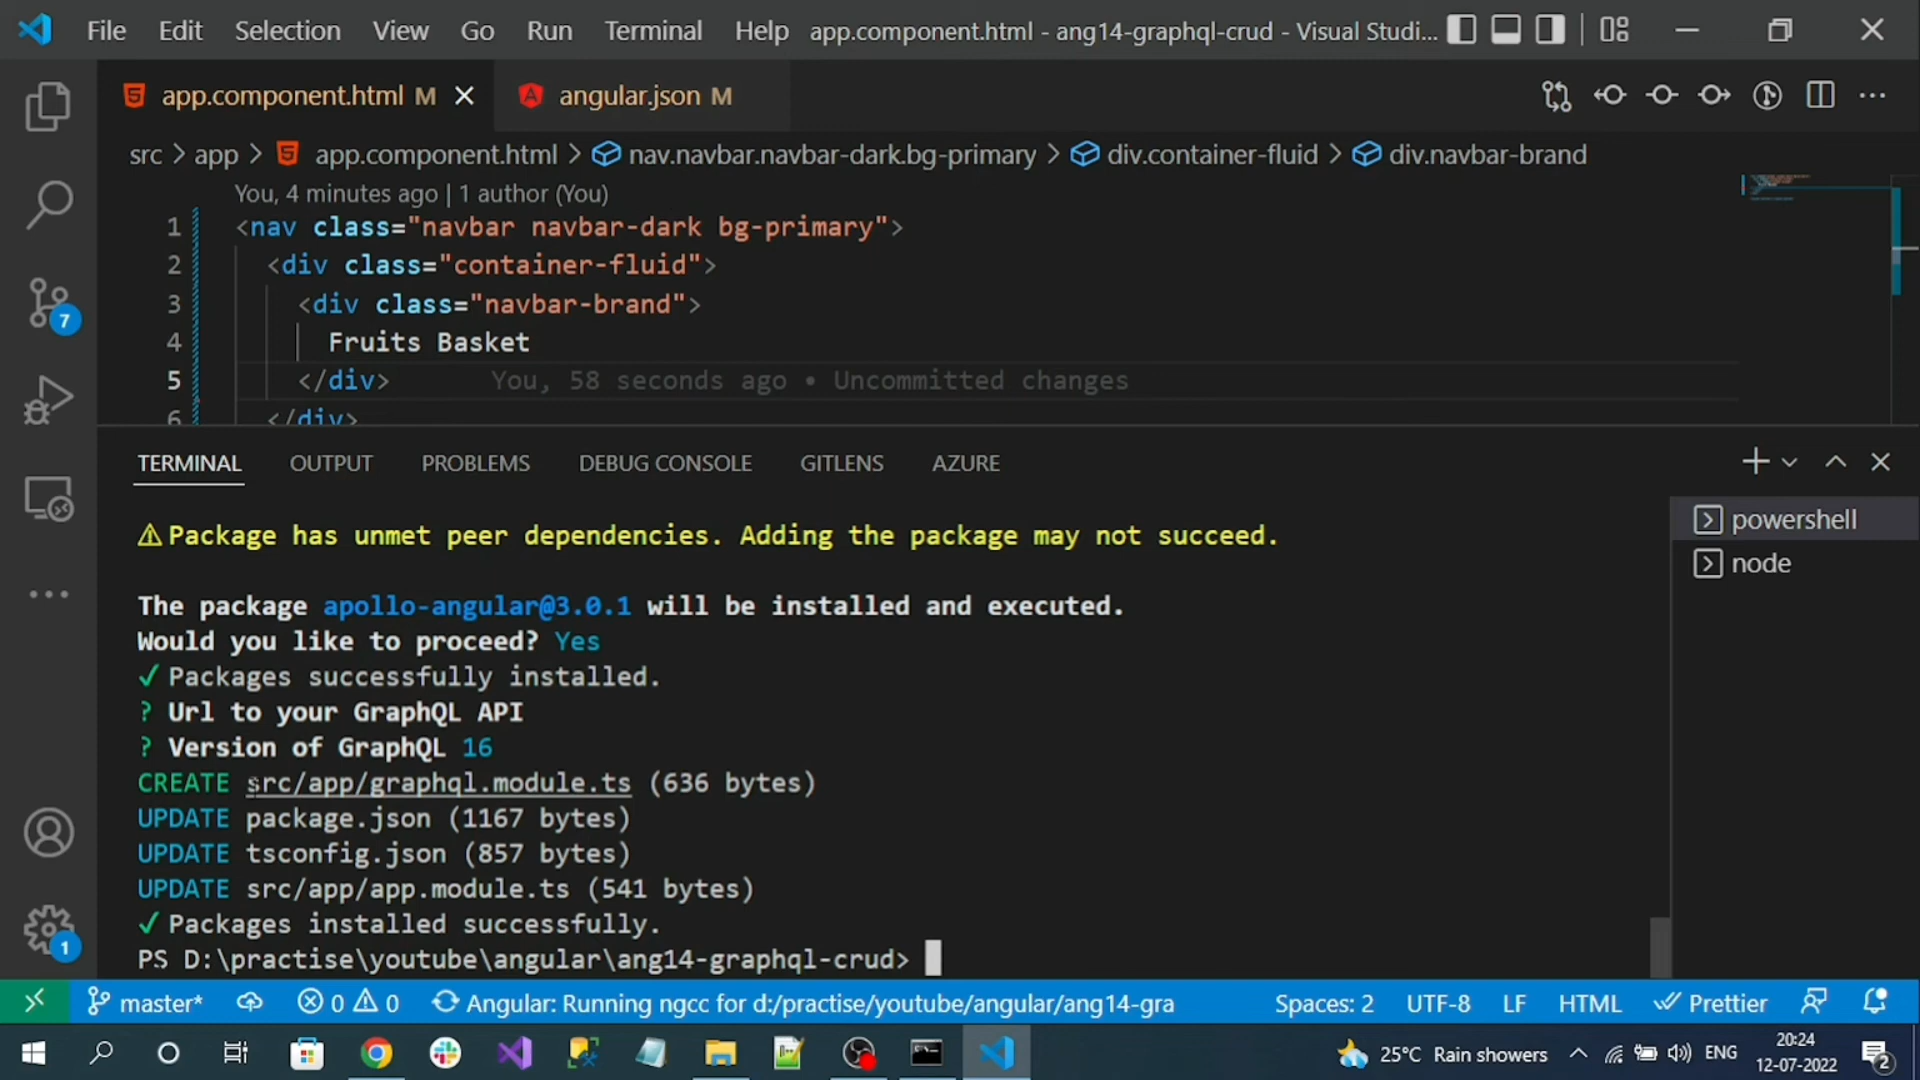 File Edit Selection View Go Run Terminal Help app.component.html - ang14-graphql-crud - Visual Studi...
app.component.html M angular.json M
src > app > app.component.html > nav.navbar.navbar-dark.bg-primary > div.container-fluid > div.navbar-brand
You, 4 minutes ago | 1 author (You)
1 <nav class="navbar navbar-dark bg-primary">
2 <div class="container-fluid">
3 <div class="navbar-brand">
4 Fruits Basket
5 </div> You, 58 seconds ago • Uncommitted changes
6 </div>
7
TERMINAL OUTPUT PROBLEMS DEBUG CONSOLE GITLENS AZURE
powershell
node
⚠ Package has unmet peer dependencies. Adding the package may not succeed.
The package apollo-angular@3.0.1 will be installed and executed.
Would you like to proceed? Yes
✓ Packages successfully installed.
? Url to your GraphQL API
? Version of GraphQL 16
CREATE src/app/graphql.module.ts (636 bytes)
UPDATE package.json (1167 bytes)
UPDATE tsconfig.json (857 bytes)
UPDATE src/app/app.module.ts (541 bytes)
✓ Packages installed successfully.
PS D:\practise\youtube\angular\ang14-graphql-crud>
1
master* 0 0 Angular: Running ngcc for d:/practise/youtube/angular/ang14-gra Spaces: 2 UTF-8 LF HTML Prettier
25°C Rain showers ENG 20:24
12-07-2022 2